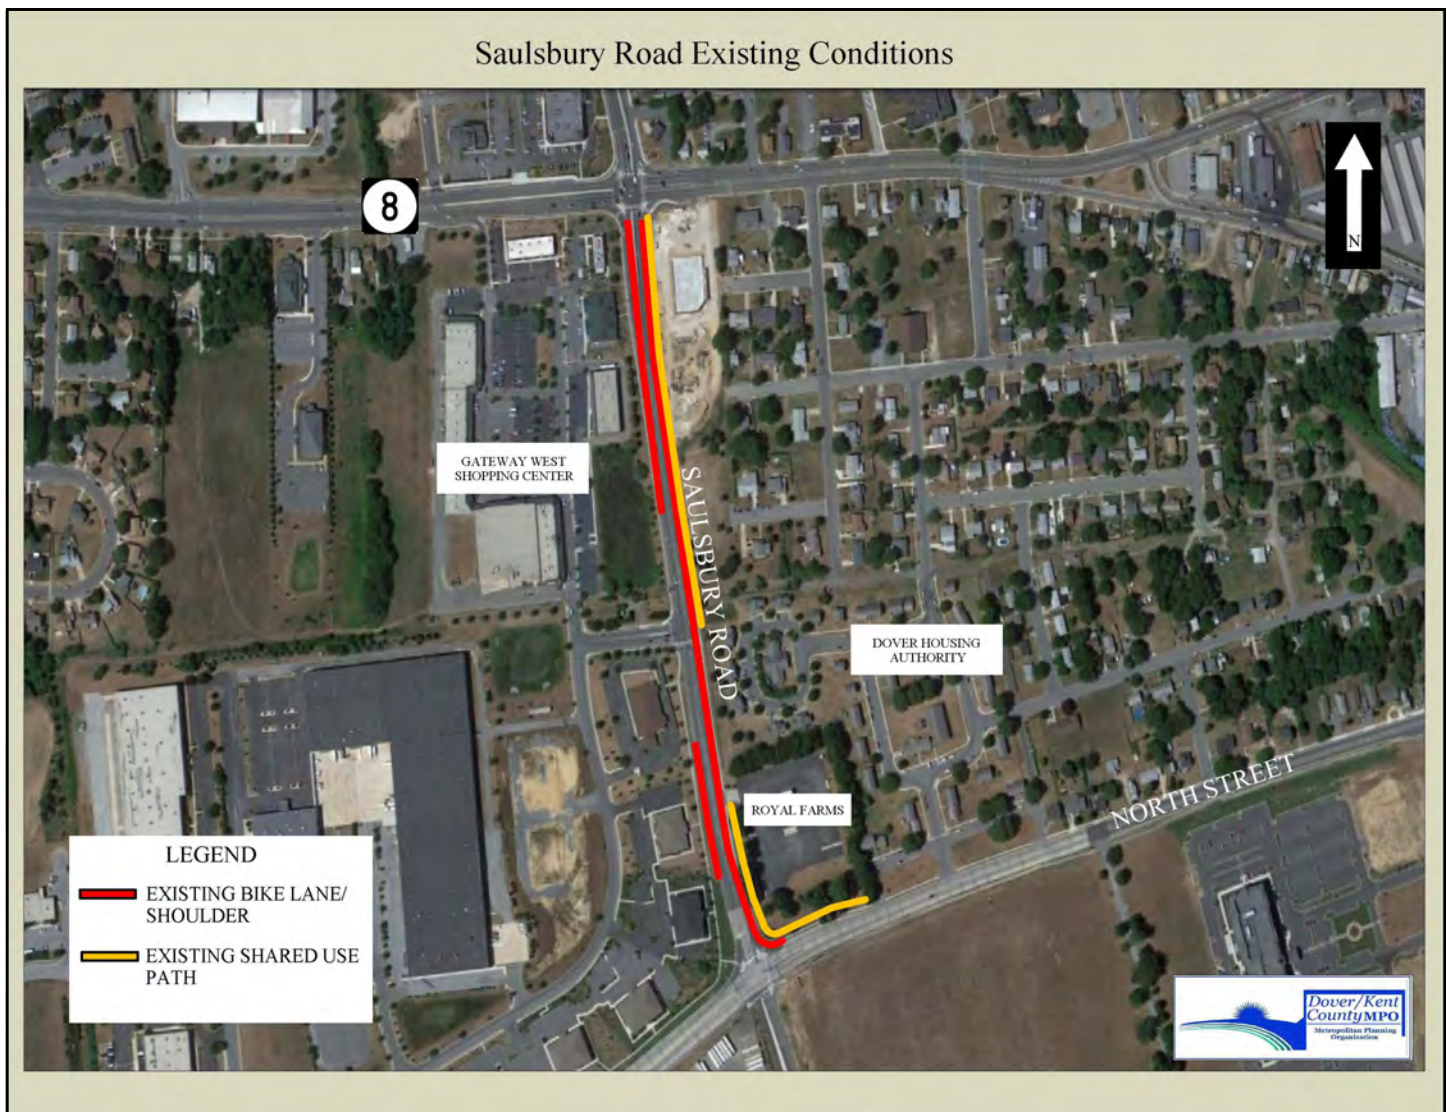 Saulsbury Road Existing Conditions
8
N
GATEWAY WEST
SHOPPING CENTER
SAULSBURY ROAD
DOVER HOUSING
AUTHORITY
ROYAL FARMS
NORTH STREET
LEGEND
EXISTING BIKE LANE/
SHOULDER
EXISTING SHARED USE
PATH
Dover/Kent
County MPO
Metropolitan Planning
Organization